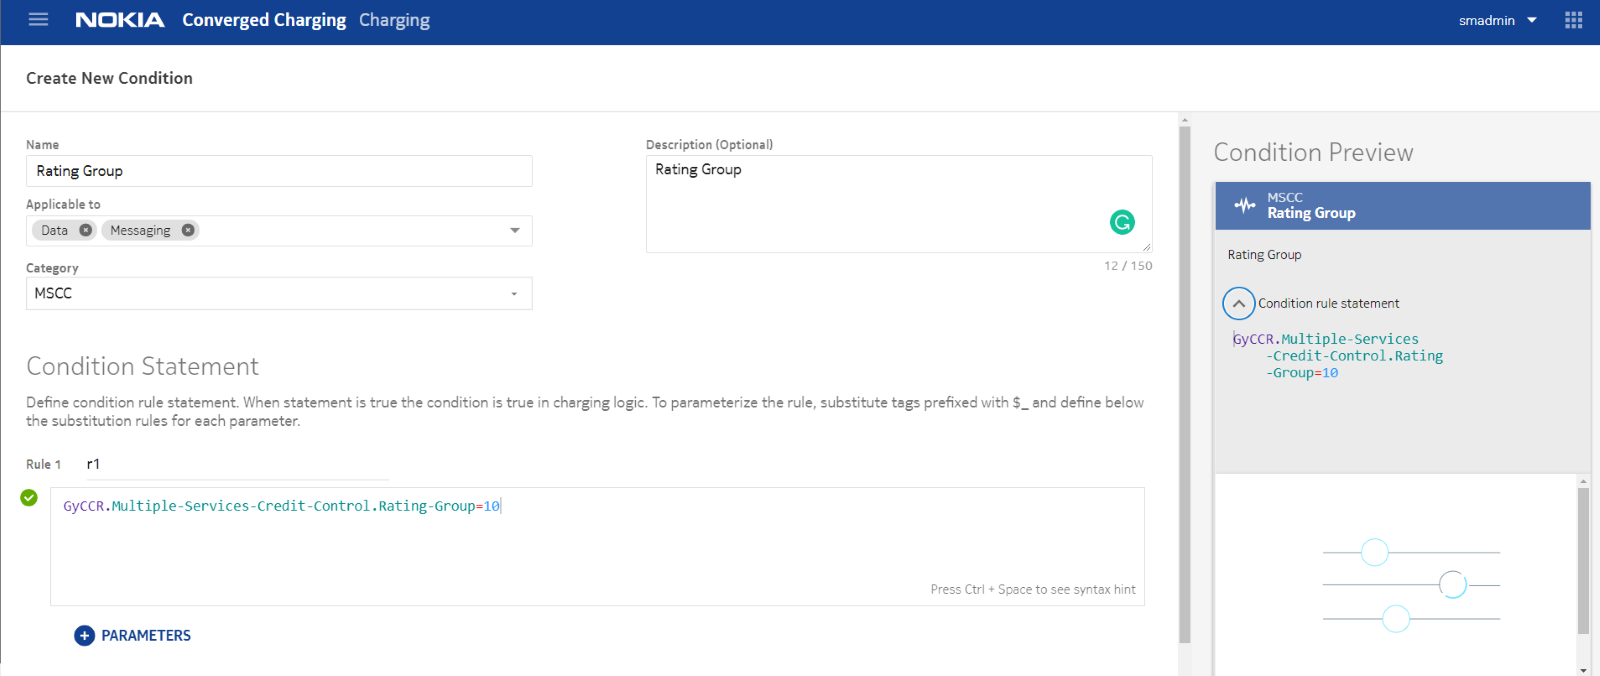 NOKIA Converged Charging Charging
smadmin
Create New Condition
Name
Rating Group
Applicable to
Data
Messaging
Category
MSCC
Description (Optional)
Rating Group
12 / 150
Condition Statement
Define condition rule statement. When statement is true the condition is true in charging logic. To parameterize the rule, substitute tags prefixed with $_ and define below
the substitution rules for each parameter.
Rule 1 r1
GyCCR.Multiple-Services-Credit-Control.Rating-Group=10
Press Ctrl + Space to see syntax hint
PARAMETERS
Condition Preview
MSCC
Rating Group
Rating Group
Condition rule statement
GyCCR.Multiple-Services
-Credit-Control.Rating
-Group=10